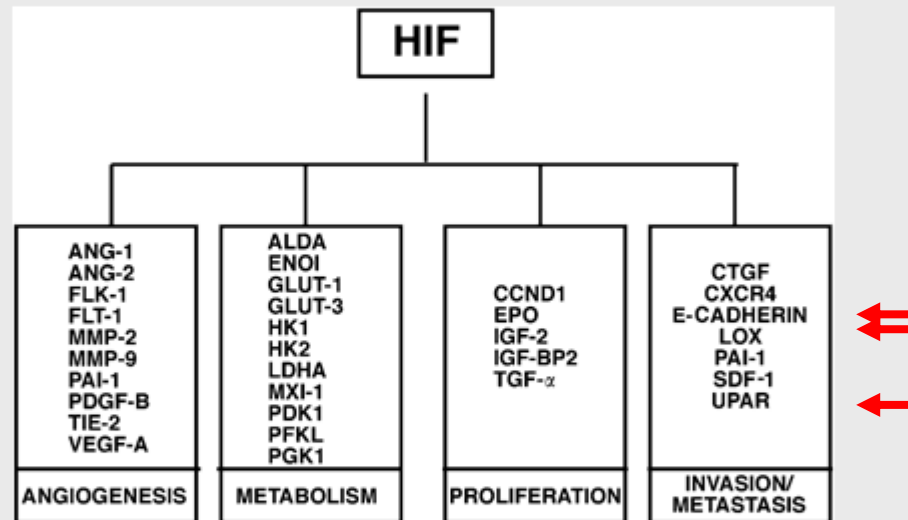 HIF
ANG-1
ANG-2
FLK-1
FLT-1
MMP-2
MMP-9
PAI-1
PDGF-B
TIE-2
VEGF-A
ANGIOGENESIS
ALDA
ENOI
GLUT-1
GLUT-3
HK1
HK2
LDHA
MXI-1
PDK1
PFKL
PGK1
METABOLISM
CCND1
EPO
IGF-2
IGF-BP2
TGF-α
PROLIFERATION
CTGF
CXCR4
E-CADHERIN
LOX
PAI-1
SDF-1
UPAR
INVASION/
METASTASIS